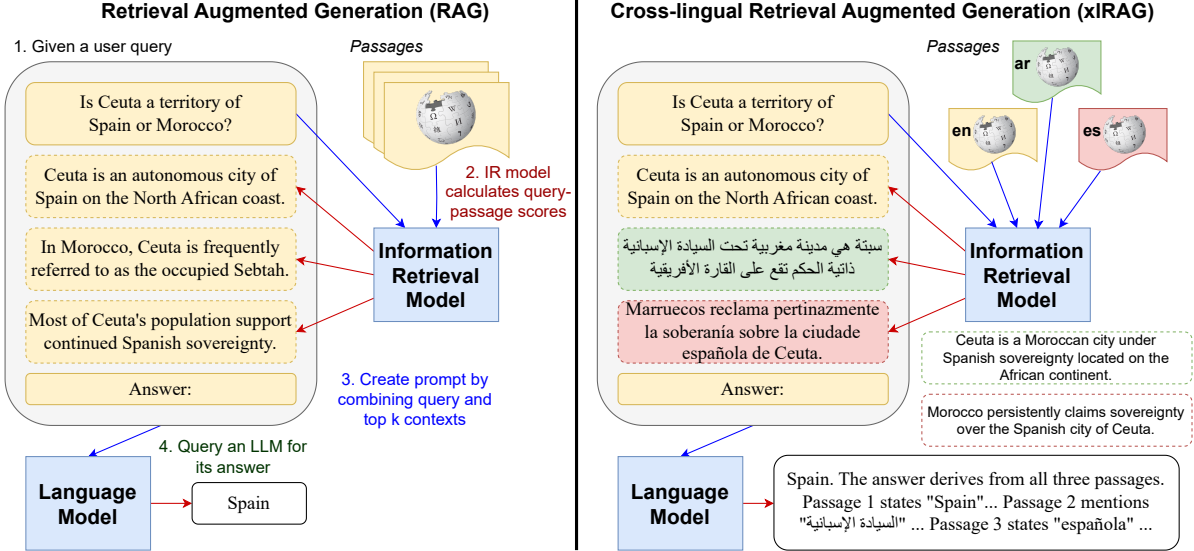 Retrieval Augmented Generation (RAG)
1. Given a user query
Passages
Is Ceuta a territory of
Spain or Morocco?
Ceuta is an autonomous city of
Spain on the North African coast.
In Morocco, Ceuta is frequently
referred to as the occupied Sebtah.
Most of Ceuta's population support
continued Spanish sovereignty.
Answer:
2. IR model
calculates query-
passage scores
Information
Retrieval
Model
3. Create prompt by
combining query and
top k contexts
4. Query an LLM for
its answer
Language
Model
Spain
Cross-lingual Retrieval Augmented Generation (xlRAG)
Passages
ar
en
es
Is Ceuta a territory of
Spain or Morocco?
Ceuta is an autonomous city of
Spain on the North African coast.
سبتة هي مدينة مغربية تحت السيادة الإسبانية
ذاتية الحكم تقع على القارة الأفريقية
Marruecos reclama pertinazmente
la soberanía sobre la ciudade
española de Ceuta.
Answer:
Information
Retrieval
Model
Ceuta is a Moroccan city under
Spanish sovereignty located on the
African continent.
Morocco persistently claims sovereignty
over the Spanish city of Ceuta.
Language
Model
Spain. The answer derives from all three passages.
Passage 1 states "Spain"... Passage 2 mentions
"السيادة الإسبانية" ... Passage 3 states "española" ...